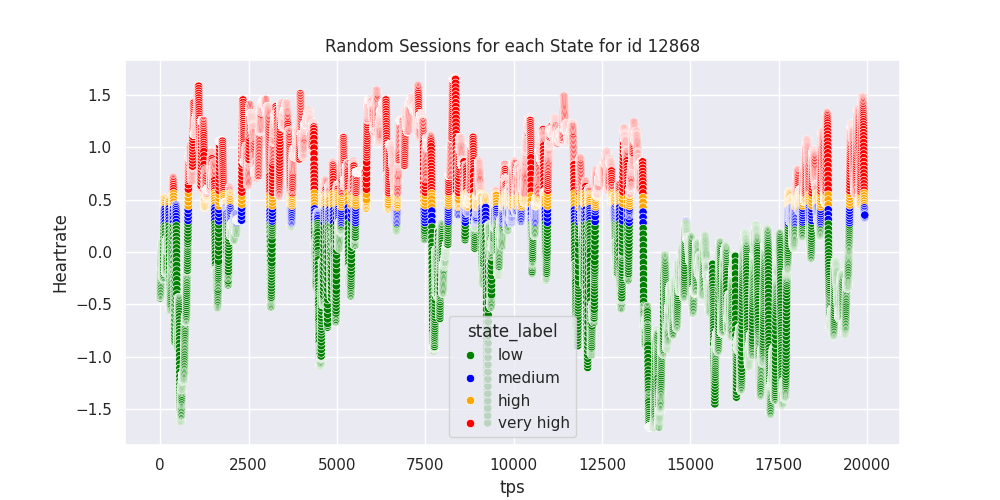 Random Sessions for each State for id 12868
Heartrate
1.5
1.0
0.5
0.0
−0.5
−1.0
−1.5
state_label
low
medium
high
very high
0
2500
5000
7500
10000
12500
15000
17500
20000
tps